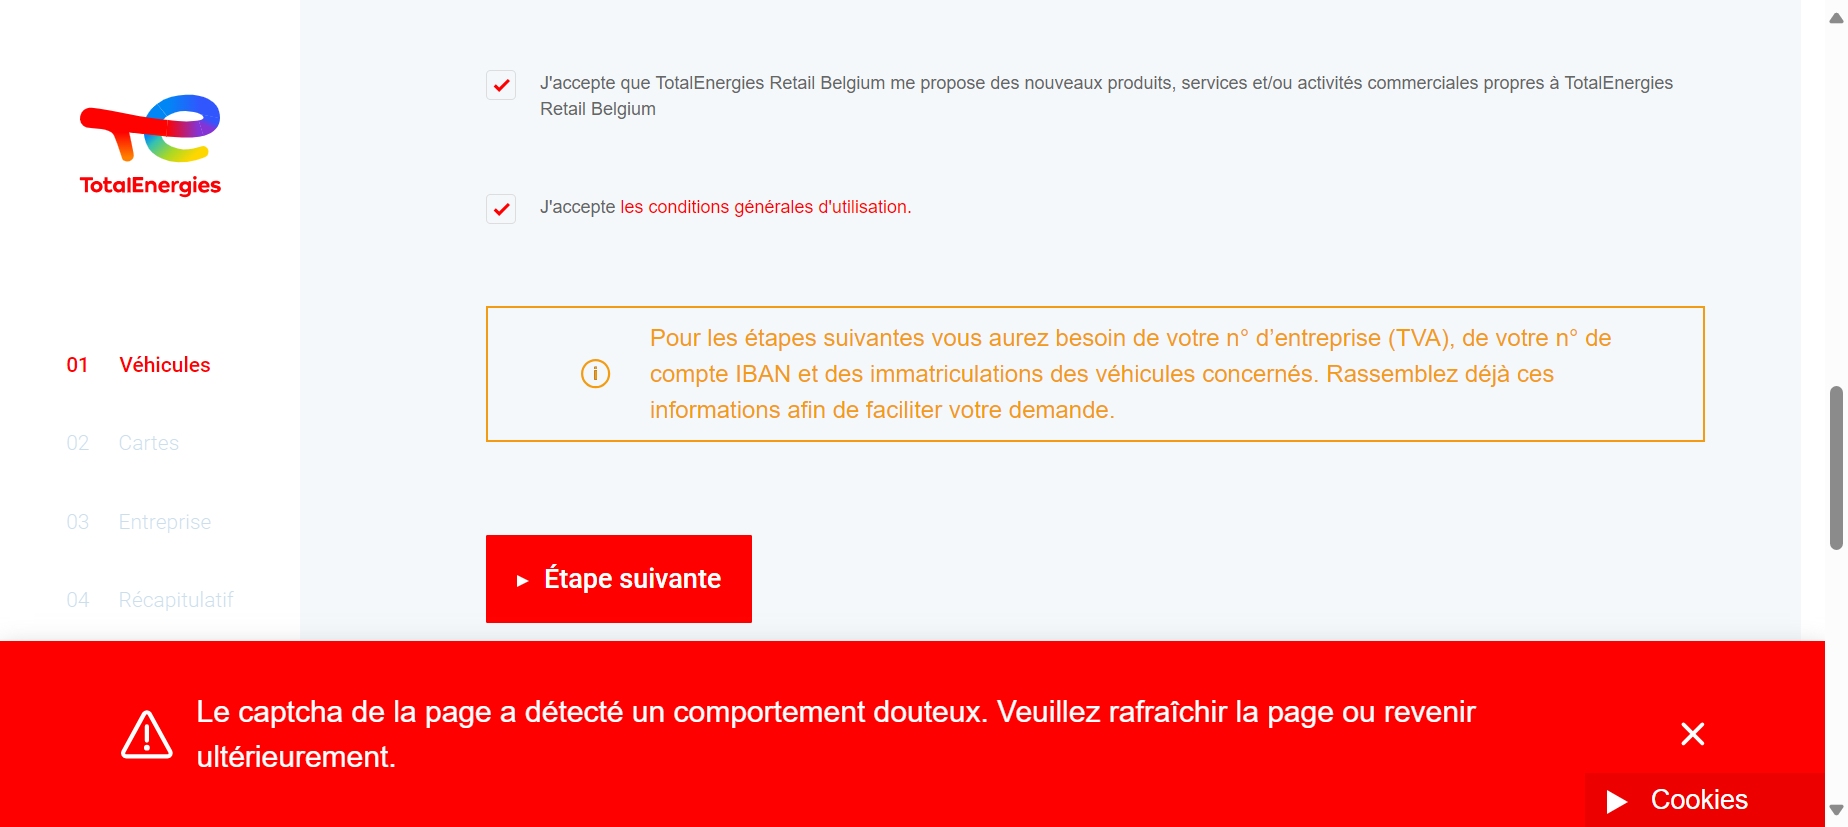 J'accepte que TotalEnergies Retail Belgium me propose des nouveaux produits, services et/ou activités commerciales propres à TotalEnergies
Retail Belgium
TotalEnergies
J'accepte les conditions générales d'utilisation.
Pour les étapes suivantes vous aurez besoin de votre n° d’entreprise (TVA), de votre n° de
compte IBAN et des immatriculations des véhicules concernés. Rassemblez déjà ces
informations afin de faciliter votre demande.
01 Véhicules
02 Cartes
03 Entreprise
04 Récapitulatif
Étape suivante
Le captcha de la page a détecté un comportement douteux. Veuillez rafraîchir la page ou revenir
ultérieurement.
Cookies